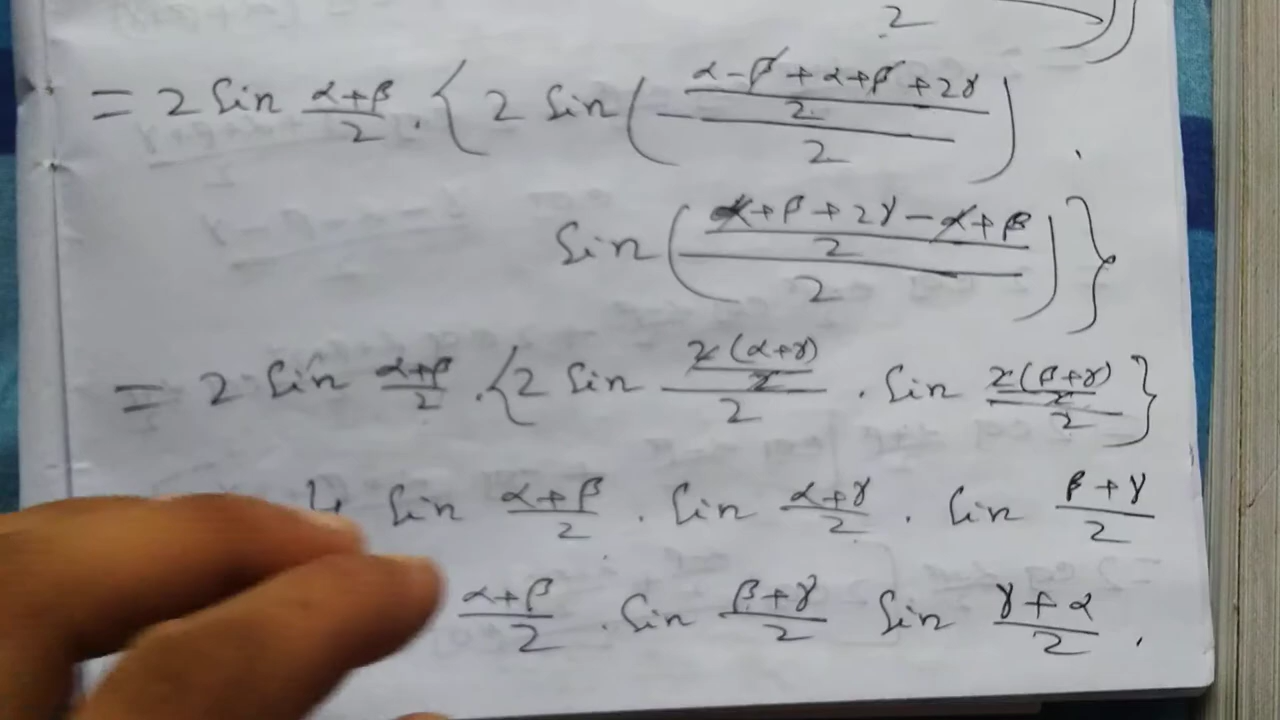 2
= 2 Sin (α+β)/2 . { 2 Sin ( ((α-β+α+β+2γ)/2)/2 ) .
Sin ( ((α+β+2γ-α+β)/2)/2 ) }
= 2 Sin (α+β)/2 . { 2 Sin (2(α+γ)/2)/2 . Sin (2(β+γ)/2)/2 }
4 Sin (α+β)/2 . Sin (α+γ)/2 . Sin (β+γ)/2
(α+β)/2 . Sin (β+γ)/2 Sin (γ+α)/2 .